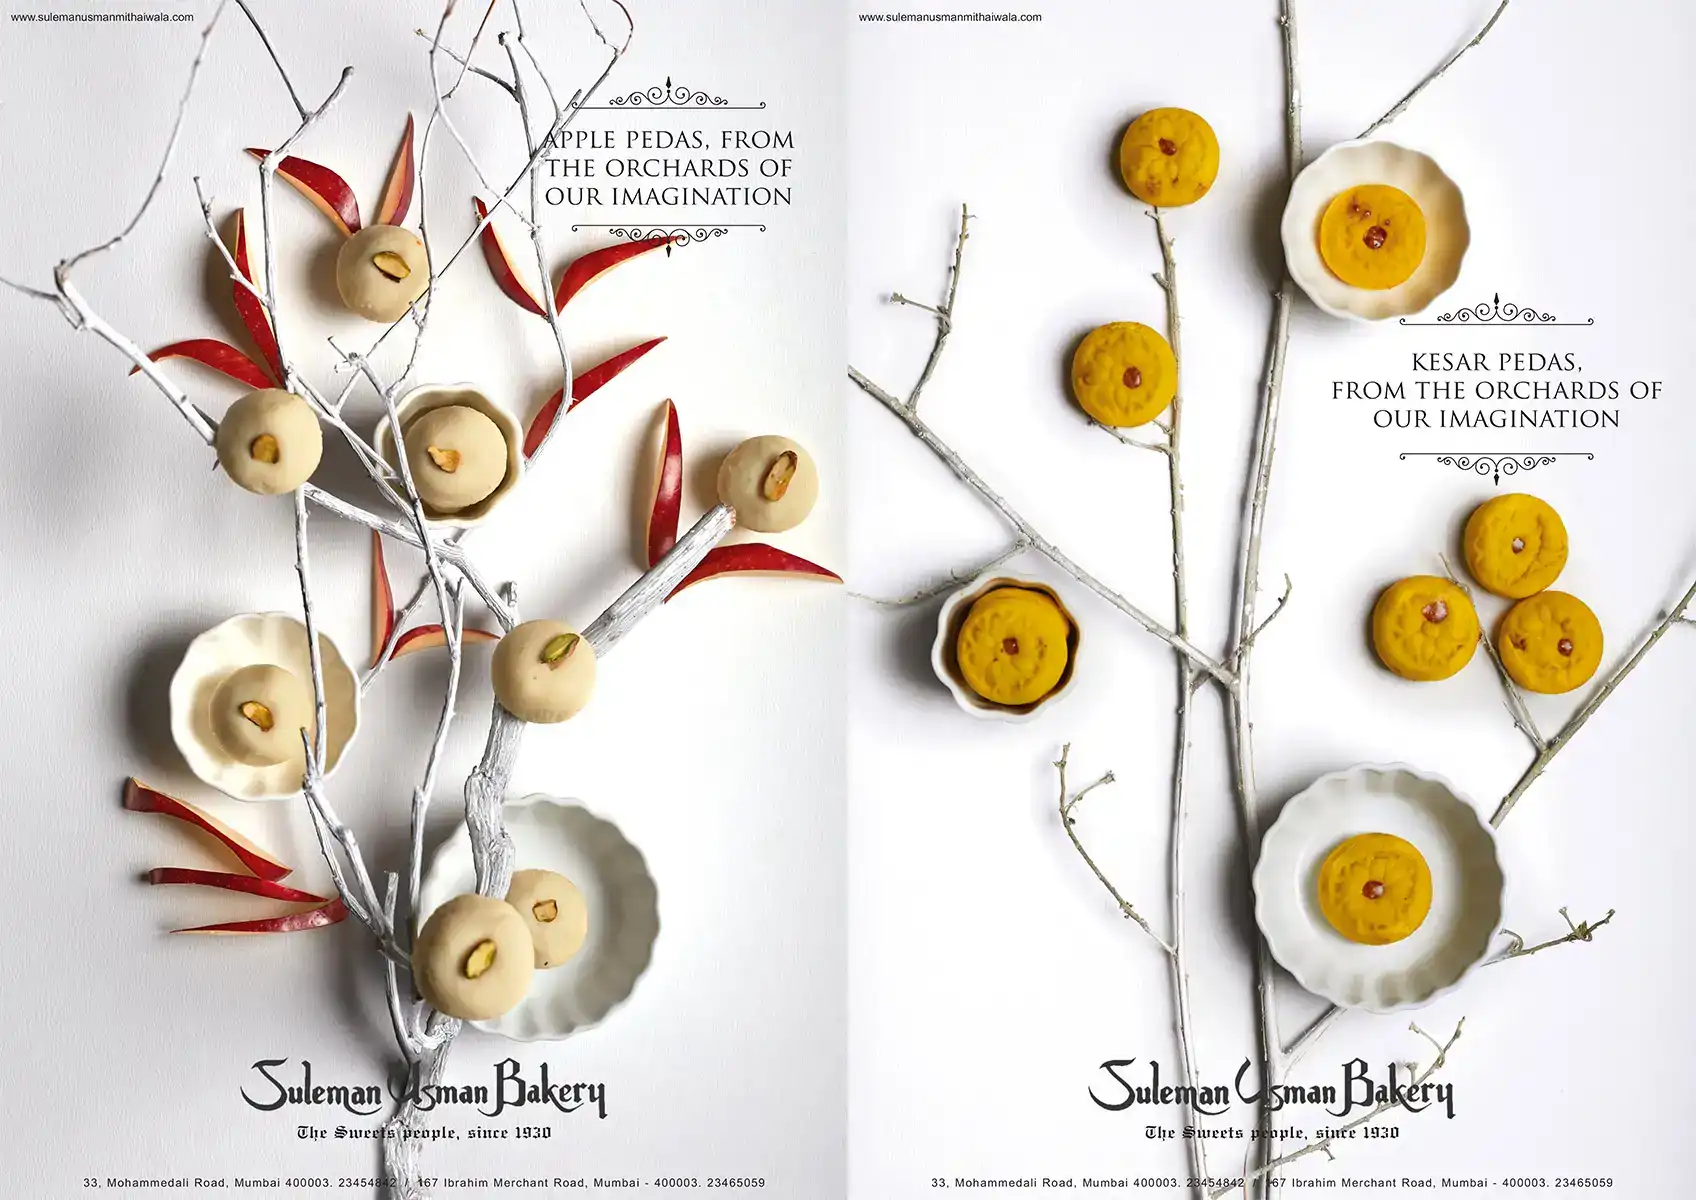 www.sulemanusmanmithaiwala.com
APPLE PEDAS, FROM
THE ORCHARDS OF
OUR IMAGINATION
Suleman Usman Bakery
The Sweets people, since 1930
33, Mohammedali Road, Mumbai 400003. 23454842 / 167 Ibrahim Merchant Road, Mumbai - 400003. 23465059
www.sulemanusmanmithaiwala.com
KESAR PEDAS,
FROM THE ORCHARDS OF
OUR IMAGINATION
Suleman Usman Bakery
The Sweets people, since 1930
33, Mohammedali Road, Mumbai 400003. 23454842 / 167 Ibrahim Merchant Road, Mumbai - 400003. 23465059